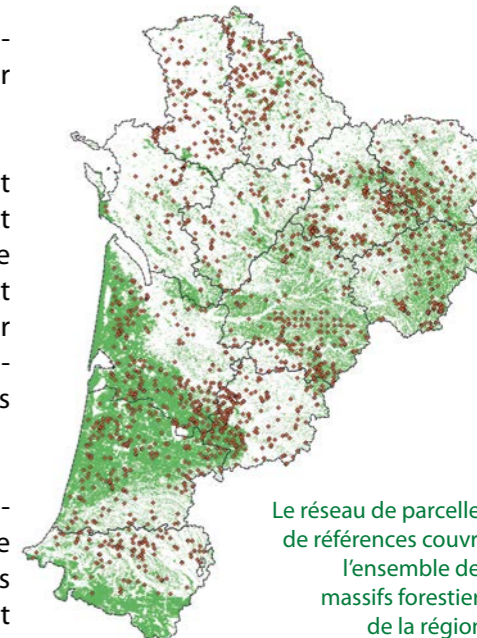 -
r
t
t
e
t
r
-
s
-
e
s
t
Le réseau de parcelle
de références couvr
l'ensemble de
massifs forestier
de la région